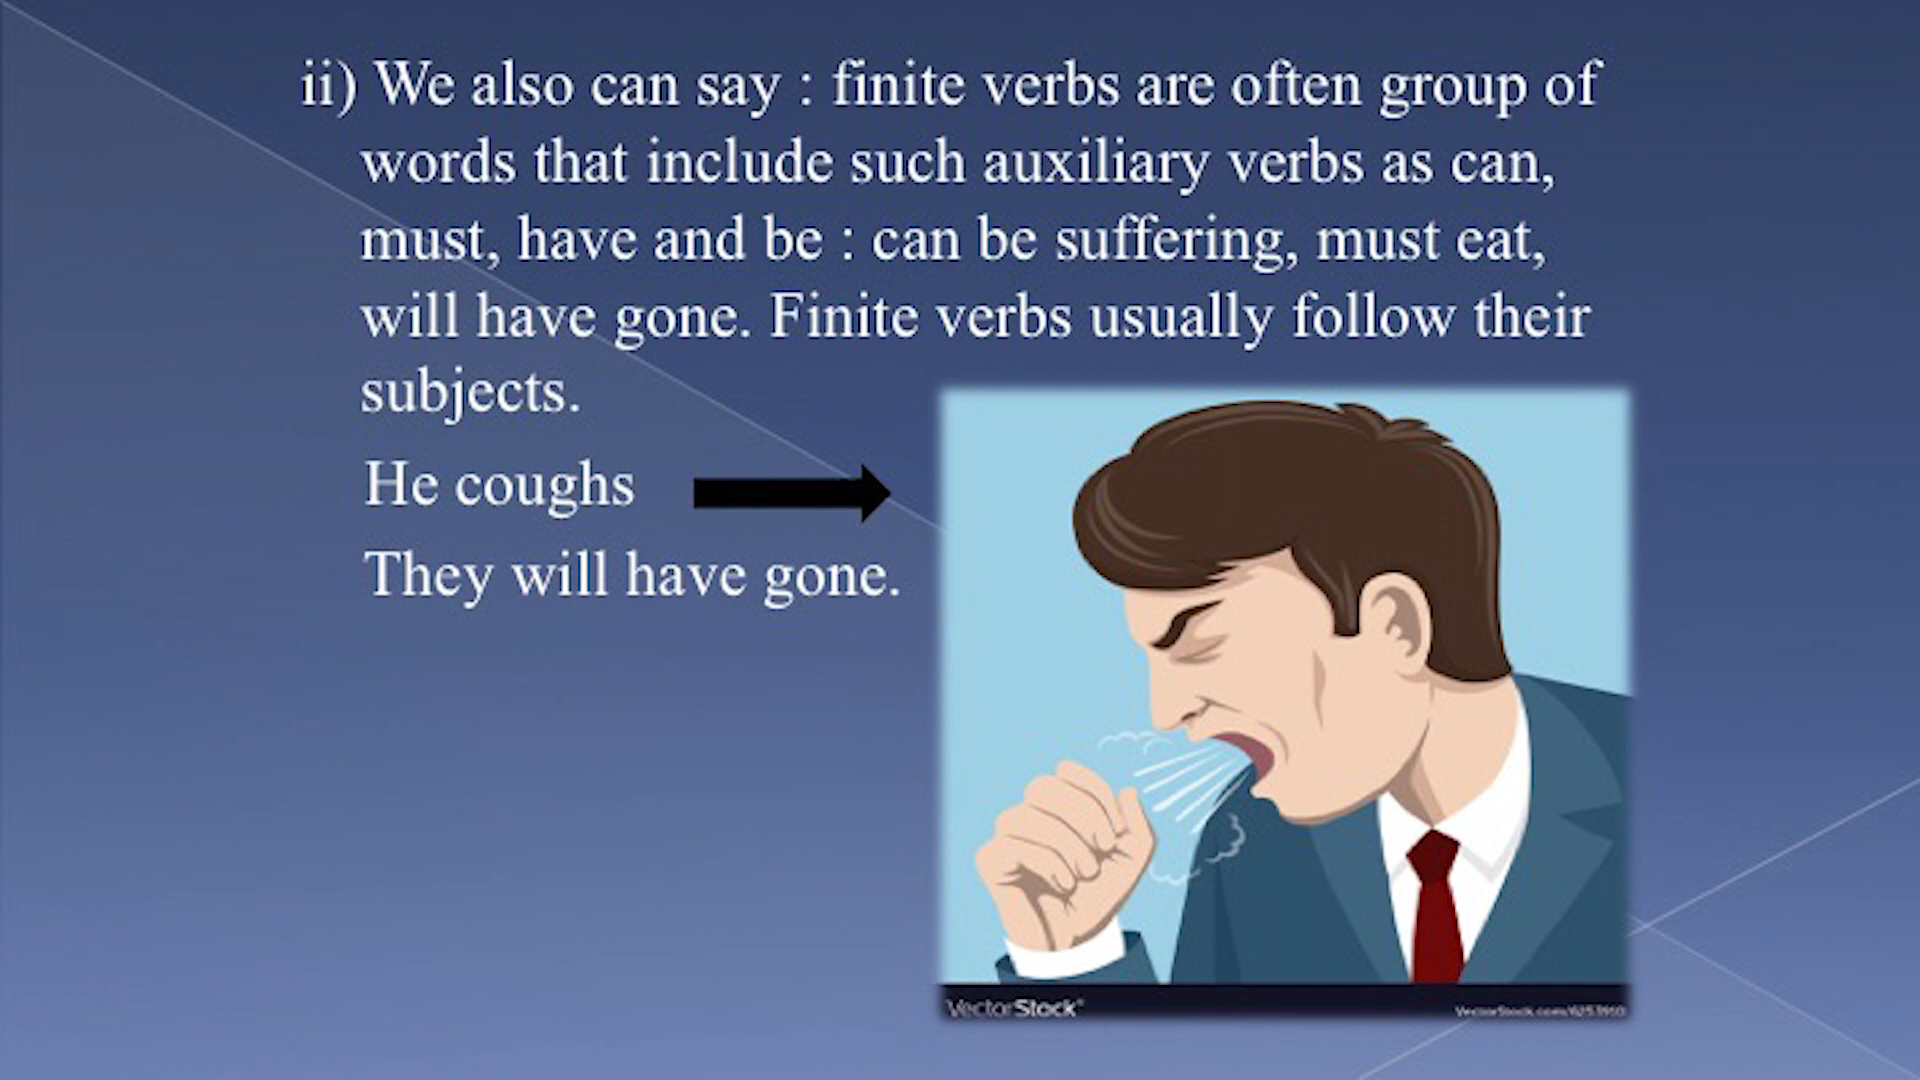 ii) We also can say : finite verbs are often group of
words that include such auxiliary verbs as can,
must, have and be : can be suffering, must eat,
will have gone. Finite verbs usually follow their
subjects.
He coughs
They will have gone.
VectorStock®